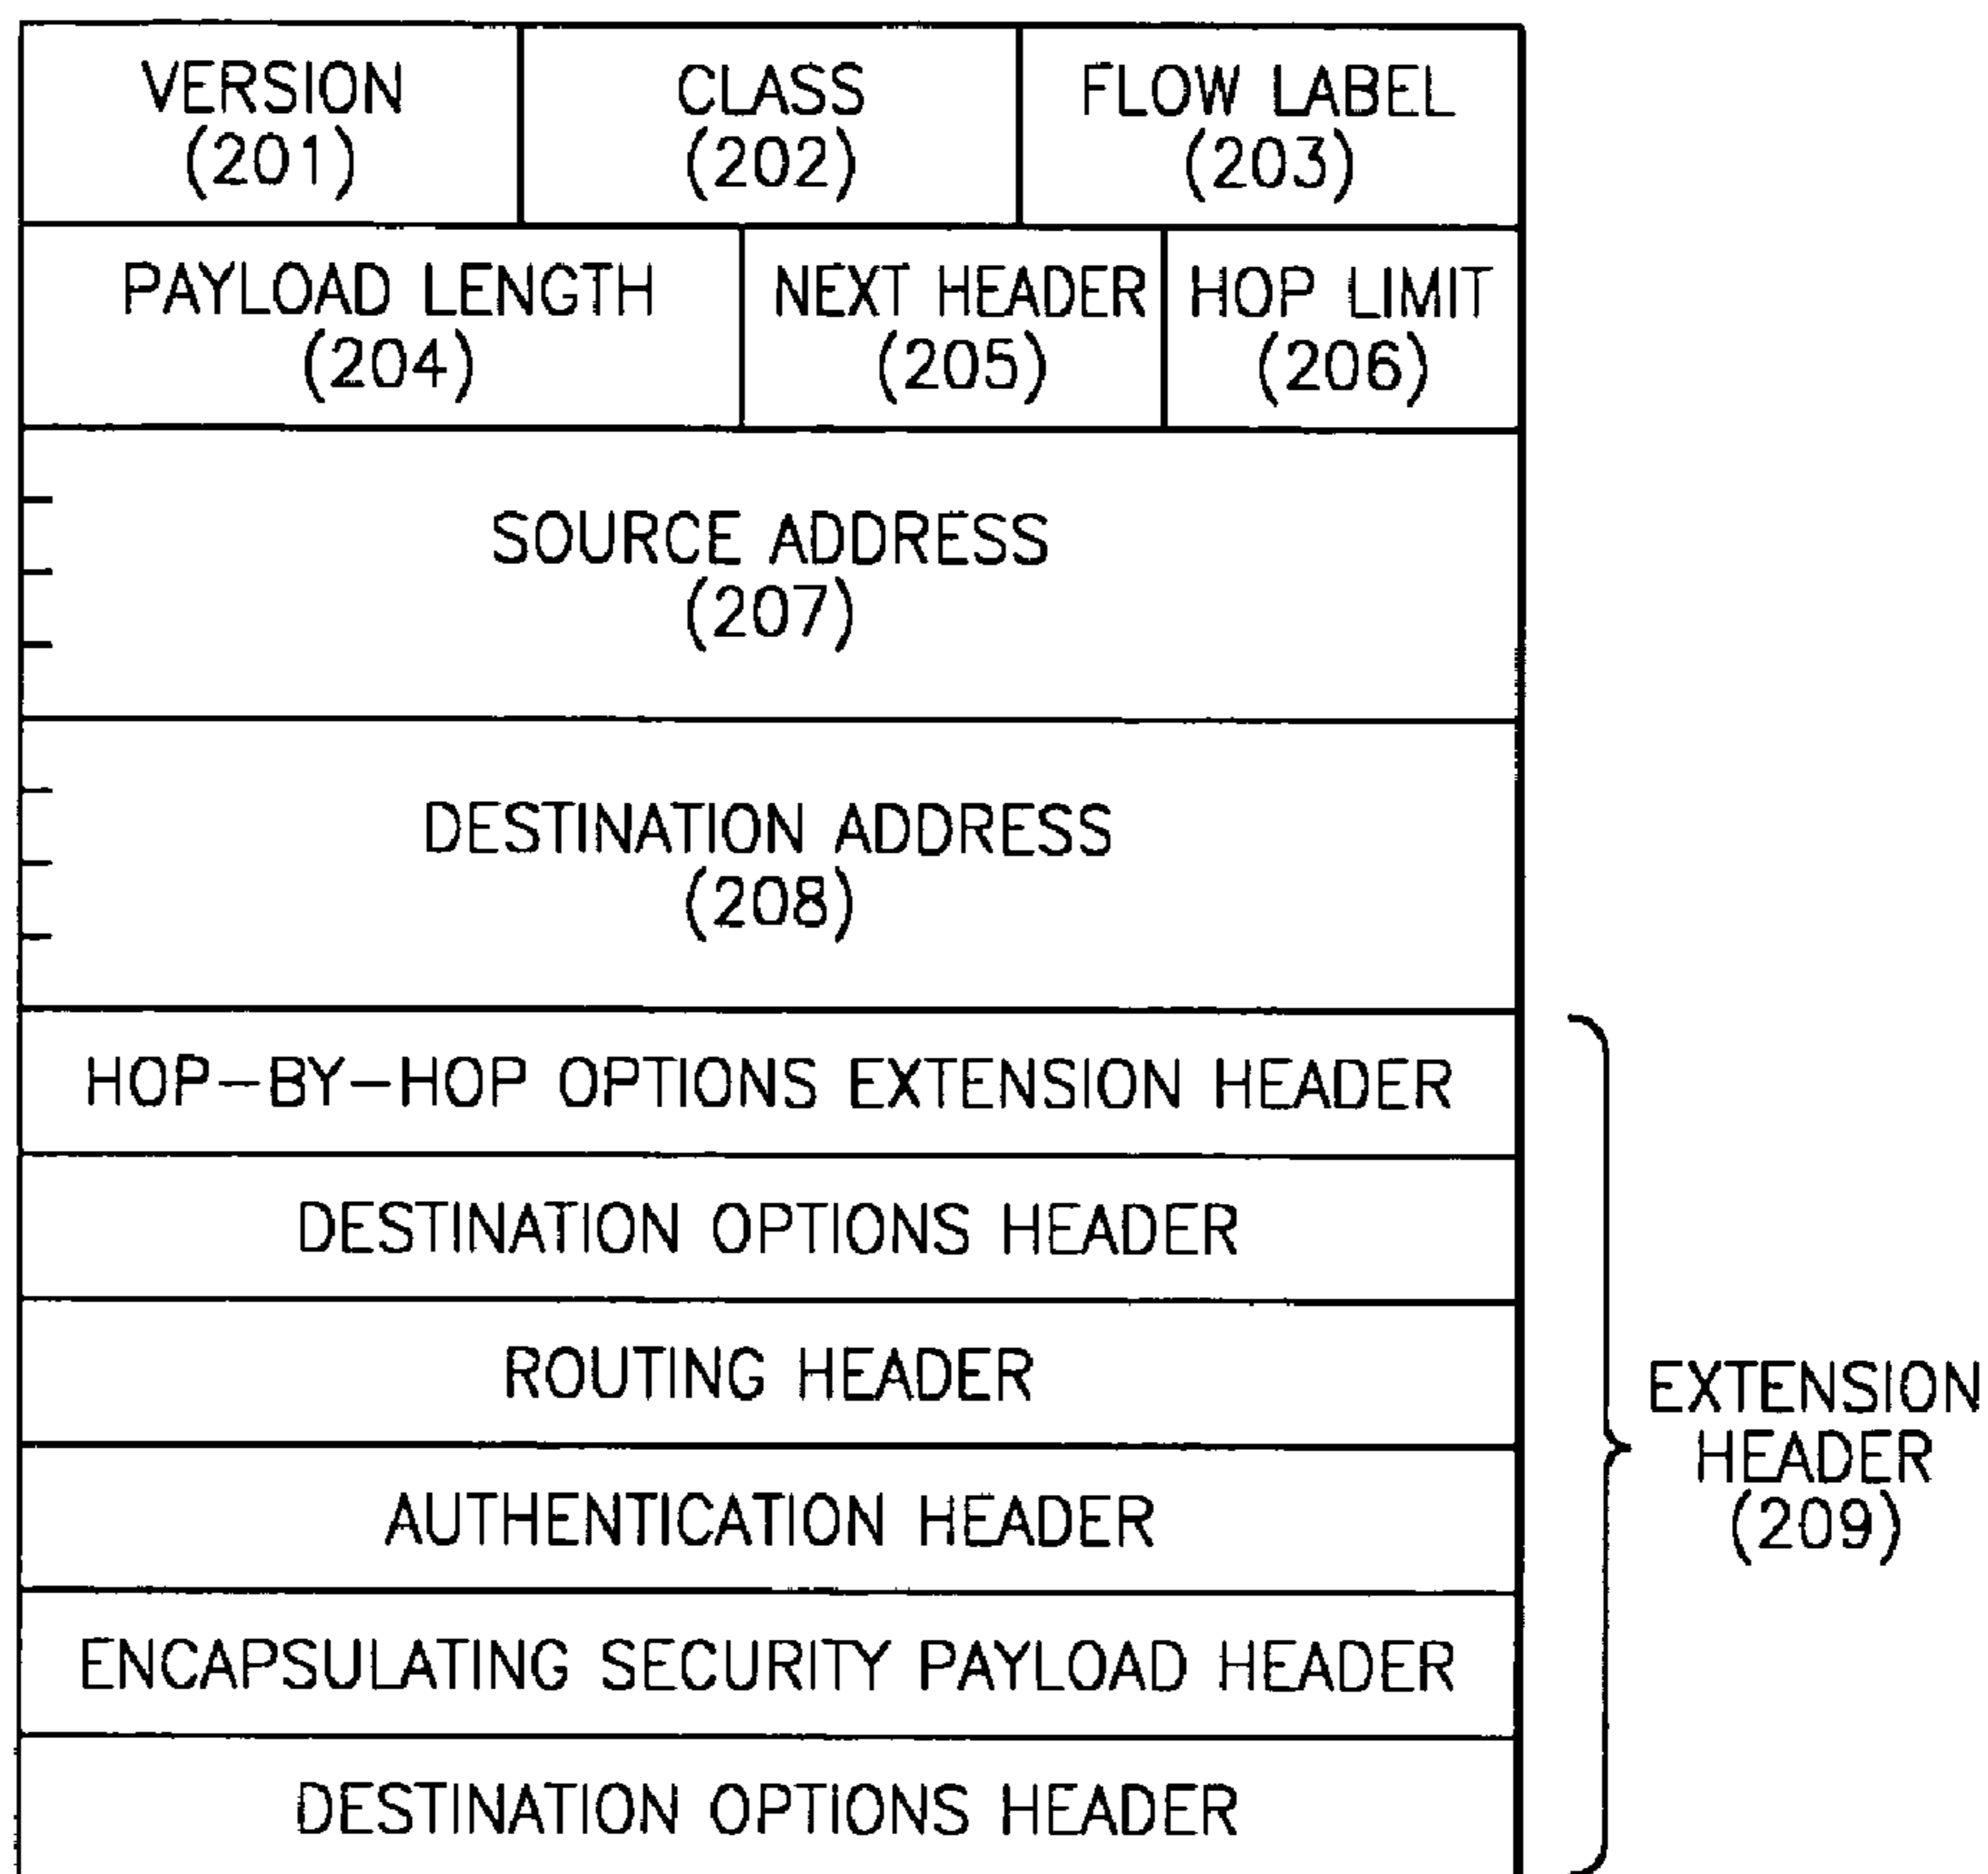 VERSION
(201)
CLASS
(202)
FLOW LABEL
(203)
PAYLOAD LENGTH
(204)
NEXT HEADER
(205)
HOP LIMIT
(206)
SOURCE ADDRESS
(207)
DESTINATION ADDRESS
(208)
HOP–BY–HOP OPTIONS EXTENSION HEADER
DESTINATION OPTIONS HEADER
ROUTING HEADER
AUTHENTICATION HEADER
ENCAPSULATING SECURITY PAYLOAD HEADER
DESTINATION OPTIONS HEADER
EXTENSION
HEADER
(209)